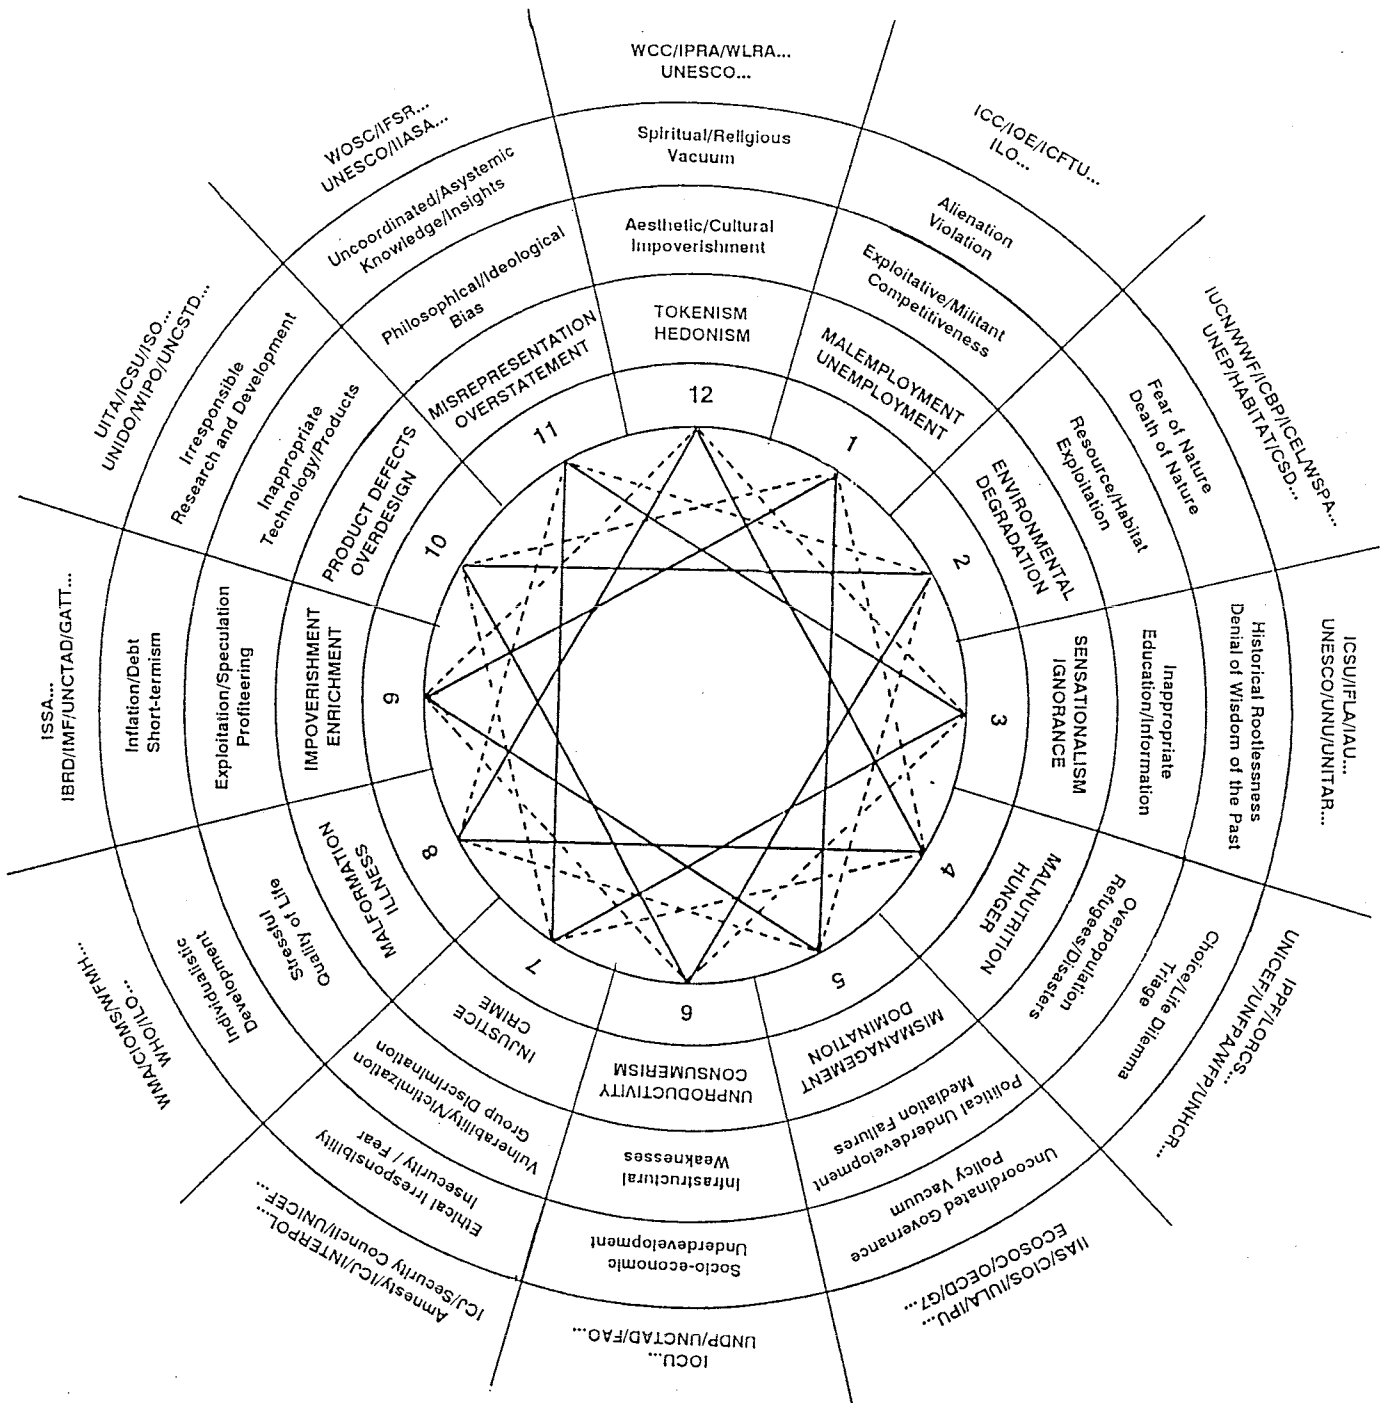 WCC/IPRA/WLRA...
UNESCO...
Spiritual/Religious
Vacuum
Aesthetic/Cultural
Impoverishment
TOKENISM
HEDONISM
12
ICC/IOE/ICFTU...
ILO...
Alienation
Violation
Exploitative/Militant
Competitiveness
MALEMPLOYMENT
UNEMPLOYMENT
1
IUCN/WWF/ICBP/ICEL/WSPA...
UNEP/HABITAT/CSD...
Fear of Nature
Death of Nature
Resource/Habitat
Exploitation
ENVIRONMENTAL
DEGRADATION
2
ICSU/IFLA/IAU...
UNESCO/UNU/UNITAR...
Historical Rootlessness
Denial of Wisdom of the Past
Inappropriate
Education/Information
SENSATIONALISM
IGNORANCE
3
IPPF/LORCS...
UNICEF/UNFPA/WFP/UNHCR...
Choice/Life Dilemma
Triage
Overpopulation
Refugees/Disasters
MALNUTRITION
HUNGER
4
IIAS/CIOS/IULA/IPU...
ECOSOC/OECD/G7...
Uncoordinated Governance
Policy Vacuum
Political Underdevelopment
Mediation Failures
MISMANAGEMENT
DOMINATION
5
IOCU...
UNDP/UNCTAD/FAO...
Socio-economic
Underdevelopment
Infrastructural
Weaknesses
UNPRODUCTIVITY
CONSUMERISM
6
Amnesty/ICJ/INTERPOL...
ICJ/Security Council/UNICEF...
Ethical Irresponsibility
Insecurity / Fear
Vulnerability/Victimization
Group Discrimination
INJUSTICE
CRIME
7
WMA/CIOMS/WFMH...
WHO/ILO...
Individualistic
Development
Stressful
Quality of Life
MALFORMATION
ILLNESS
8
ISSA...
IBRD/IMF/UNCTAD/GATT...
Inflation/Debt
Short-termism
Exploitation/Speculation
Profiteering
IMPOVERISHMENT
ENRICHMENT
9
UITA/ICSU/ISO...
UNIDO/WIPO/UNCSTD...
Irresponsible
Research and Development
Inappropriate
Technology/Products
PRODUCT DEFECTS
OVERDESIGN
10
WOSC/IFSR...
UNESCO/IIASA...
Uncoordinated/Asystemic
Knowledge/Insights
Philosophical/Ideological
Bias
MISREPRESENTATION
OVERSTATEMENT
11